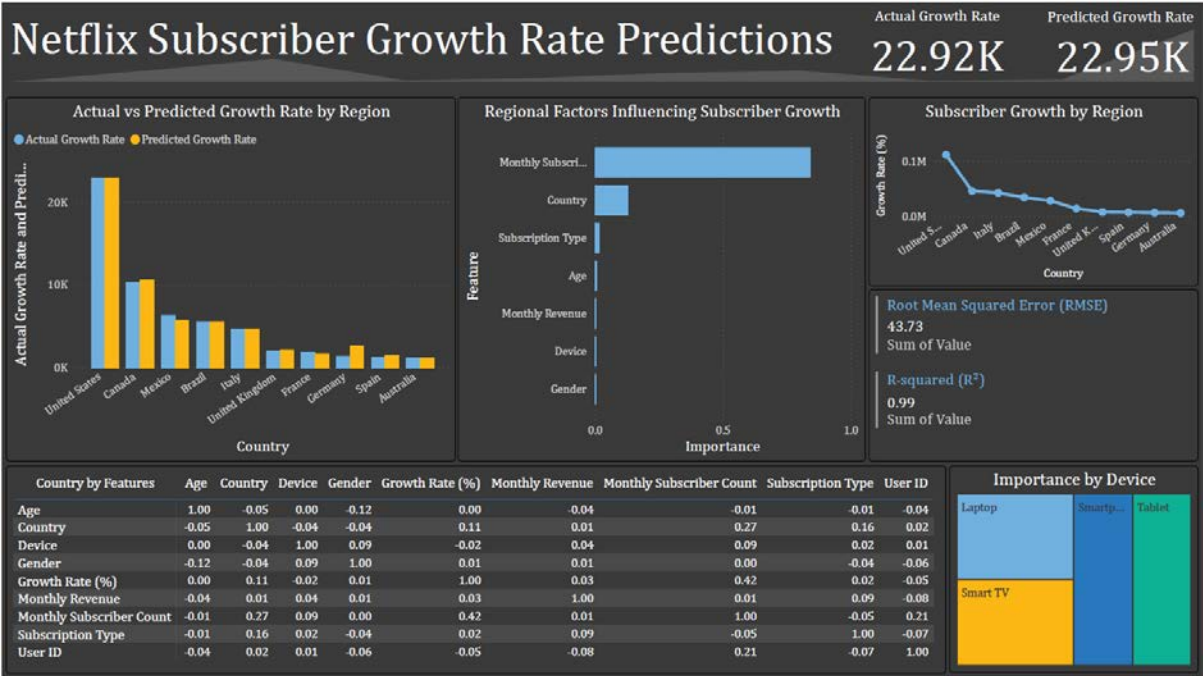 Netflix Subscriber Growth Rate Predictions
Actual Growth Rate
22.92K
Predicted Growth Rate
22.95K
Actual vs Predicted Growth Rate by Region
Actual Growth Rate Predicted Growth Rate
Actual Growth Rate and Predi...
20K
10K
0K
United States
Canada
Mexico
Brazil
Italy
United Kingdom
France
Germany
Spain
Australia
Country
Regional Factors Influencing Subscriber Growth
Feature
Monthly Subscri...
Country
Subscription Type
Age
Monthly Revenue
Device
Gender
0.0 0.5 1.0
Importance
Subscriber Growth by Region
Growth Rate (%)
0.1M
0.0M
United S...
Canada
Italy
Brazil
Mexico
France
United K...
Spain
Germany
Australia
Country
Root Mean Squared Error (RMSE)
43.73
Sum of Value
R-squared (R²)
0.99
Sum of Value
Country by Features Age Country Device Gender Growth Rate (%) Monthly Revenue Monthly Subscriber Count Subscription Type User ID
Age 1.00 -0.05 0.00 -0.12 0.00 -0.04 -0.01 -0.01 -0.04
Country -0.05 1.00 -0.04 -0.04 0.11 0.01 0.27 0.16 0.02
Device 0.00 -0.04 1.00 0.09 -0.02 0.04 0.09 0.02 0.01
Gender -0.12 -0.04 0.09 1.00 0.01 0.01 0.00 -0.04 -0.06
Growth Rate (%) 0.00 0.11 -0.02 0.01 1.00 0.03 0.42 0.02 -0.05
Monthly Revenue -0.04 0.01 0.04 0.01 0.03 1.00 0.01 0.09 -0.08
Monthly Subscriber Count -0.01 0.27 0.09 0.00 0.42 0.01 1.00 -0.05 0.21
Subscription Type -0.01 0.16 0.02 -0.04 0.02 0.09 -0.05 1.00 -0.07
User ID -0.04 0.02 0.01 -0.06 -0.05 -0.08 0.21 -0.07 1.00
Importance by Device
Laptop
Smartp...
Tablet
Smart TV